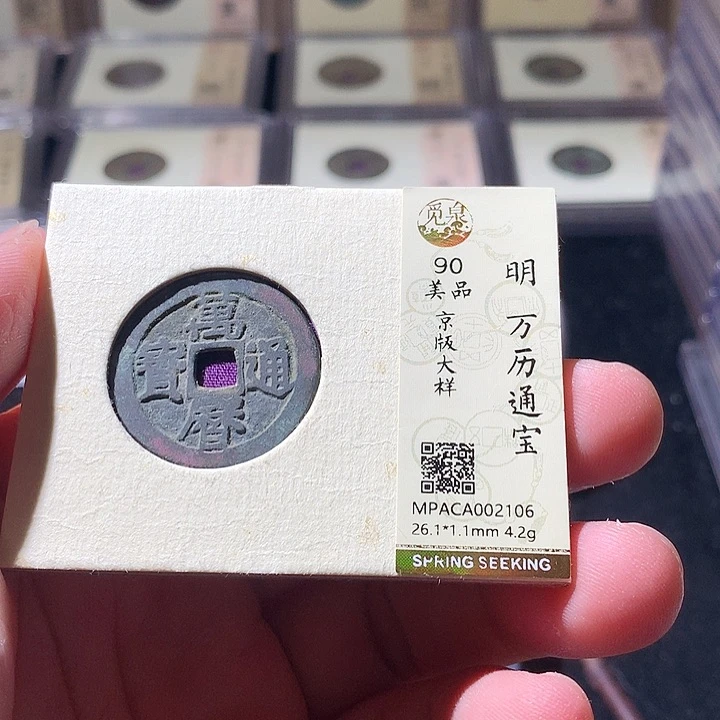 萬曆通寶
觅泉
明 万历通宝
90
美品
京版大样
MPACA002106
26.1*1.1mm 4.2g
SPRING SEEKING